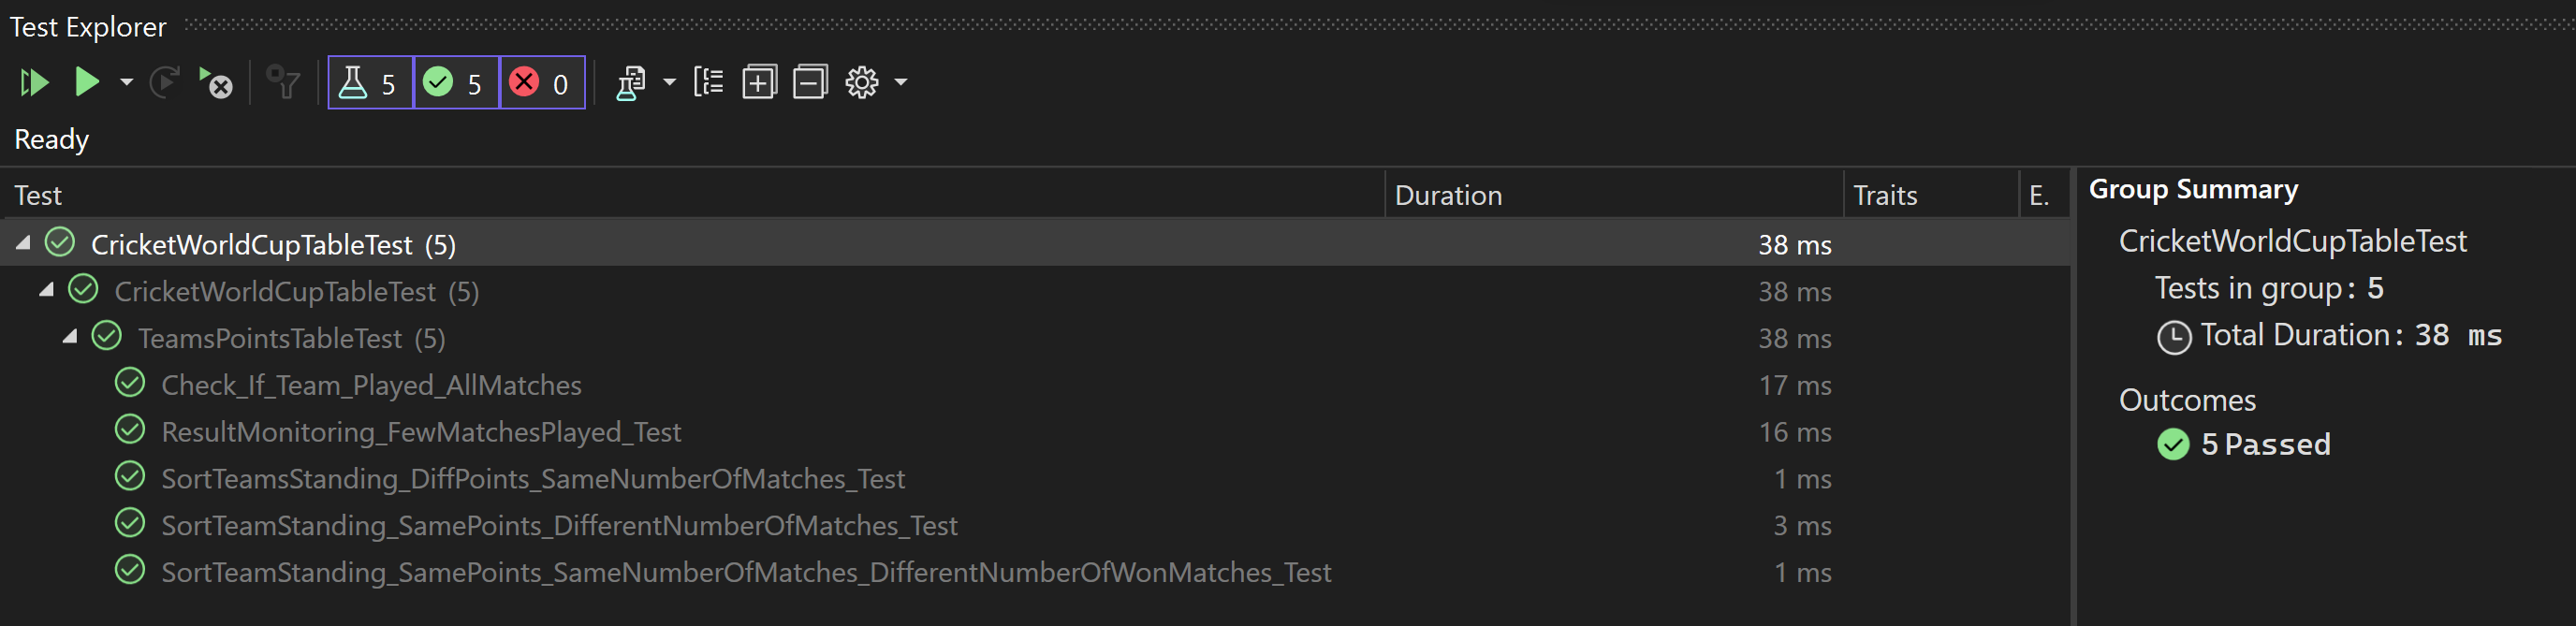 Test Explorer
5 5 0
Ready
Test Duration Traits E.
CricketWorldCupTableTest (5) 38 ms
CricketWorldCupTableTest (5) 38 ms
TeamsPointsTableTest (5) 38 ms
Check_If_Team_Played_AllMatches 17 ms
ResultMonitoring_FewMatchesPlayed_Test 16 ms
SortTeamsStanding_DiffPoints_SameNumberOfMatches_Test 1 ms
SortTeamStanding_SamePoints_DifferentNumberOfMatches_Test 3 ms
SortTeamStanding_SamePoints_SameNumberOfMatches_DifferentNumberOfWonMatches_Test 1 ms
Group Summary
CricketWorldCupTableTest
Tests in group: 5
Total Duration: 38 ms
Outcomes
5 Passed